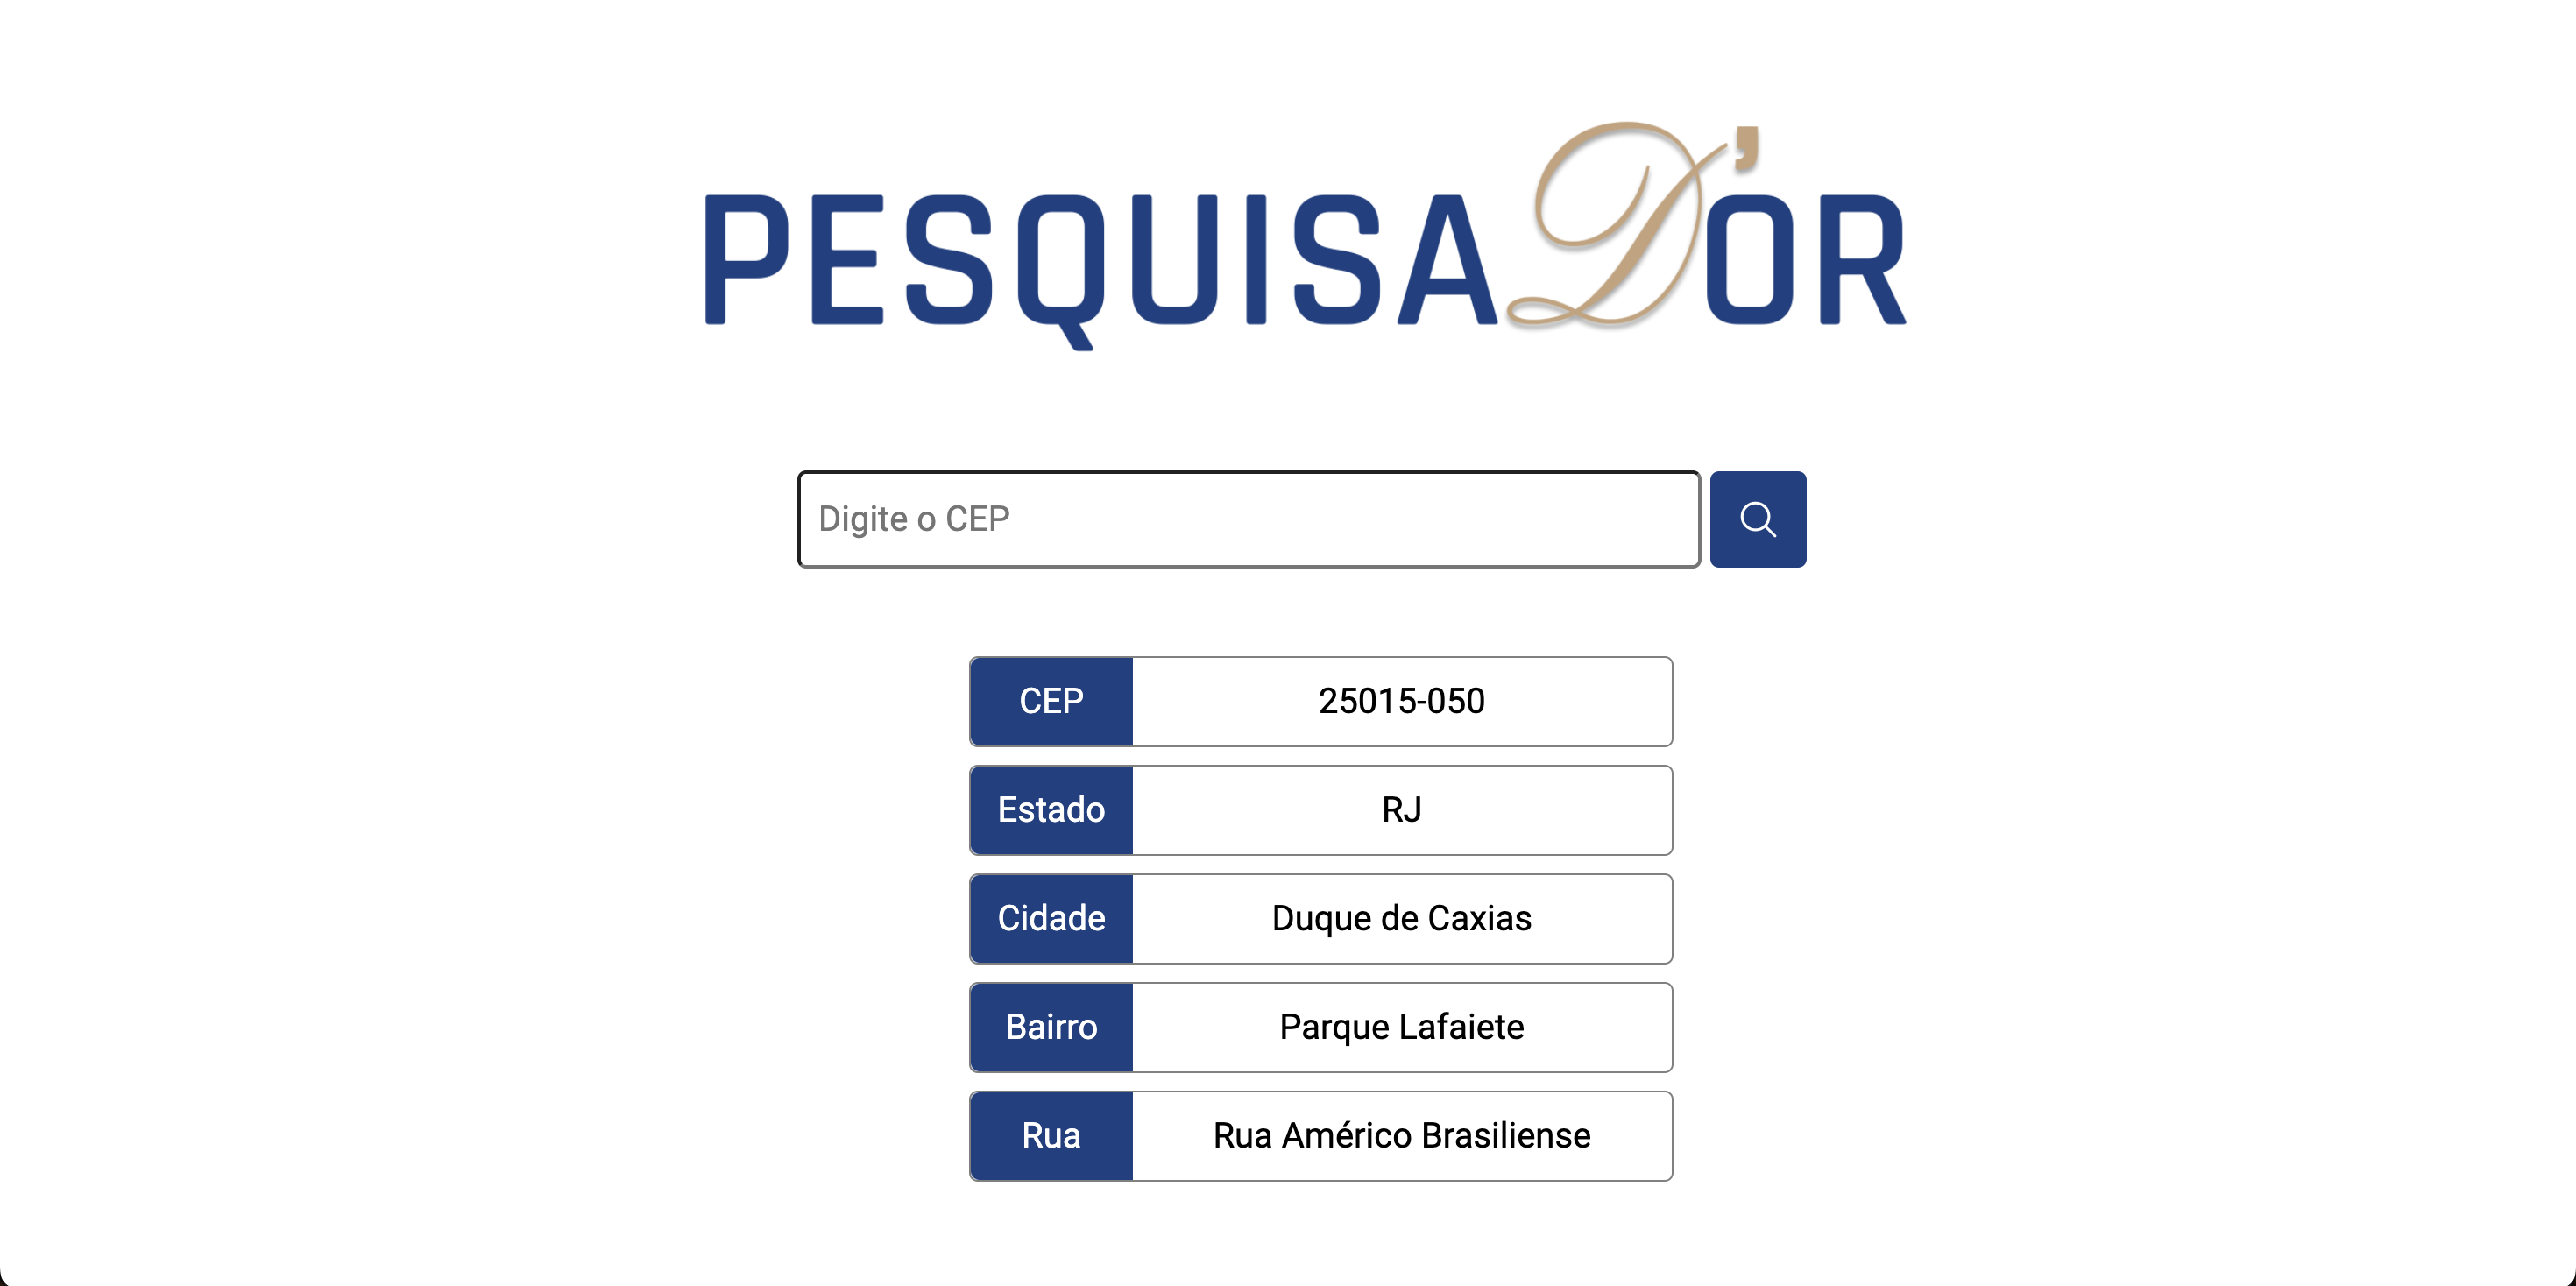 PESQUISAD'OR
Digite o CEP
CEP 25015-050
Estado RJ
Cidade Duque de Caxias
Bairro Parque Lafaiete
Rua Rua Américo Brasiliense